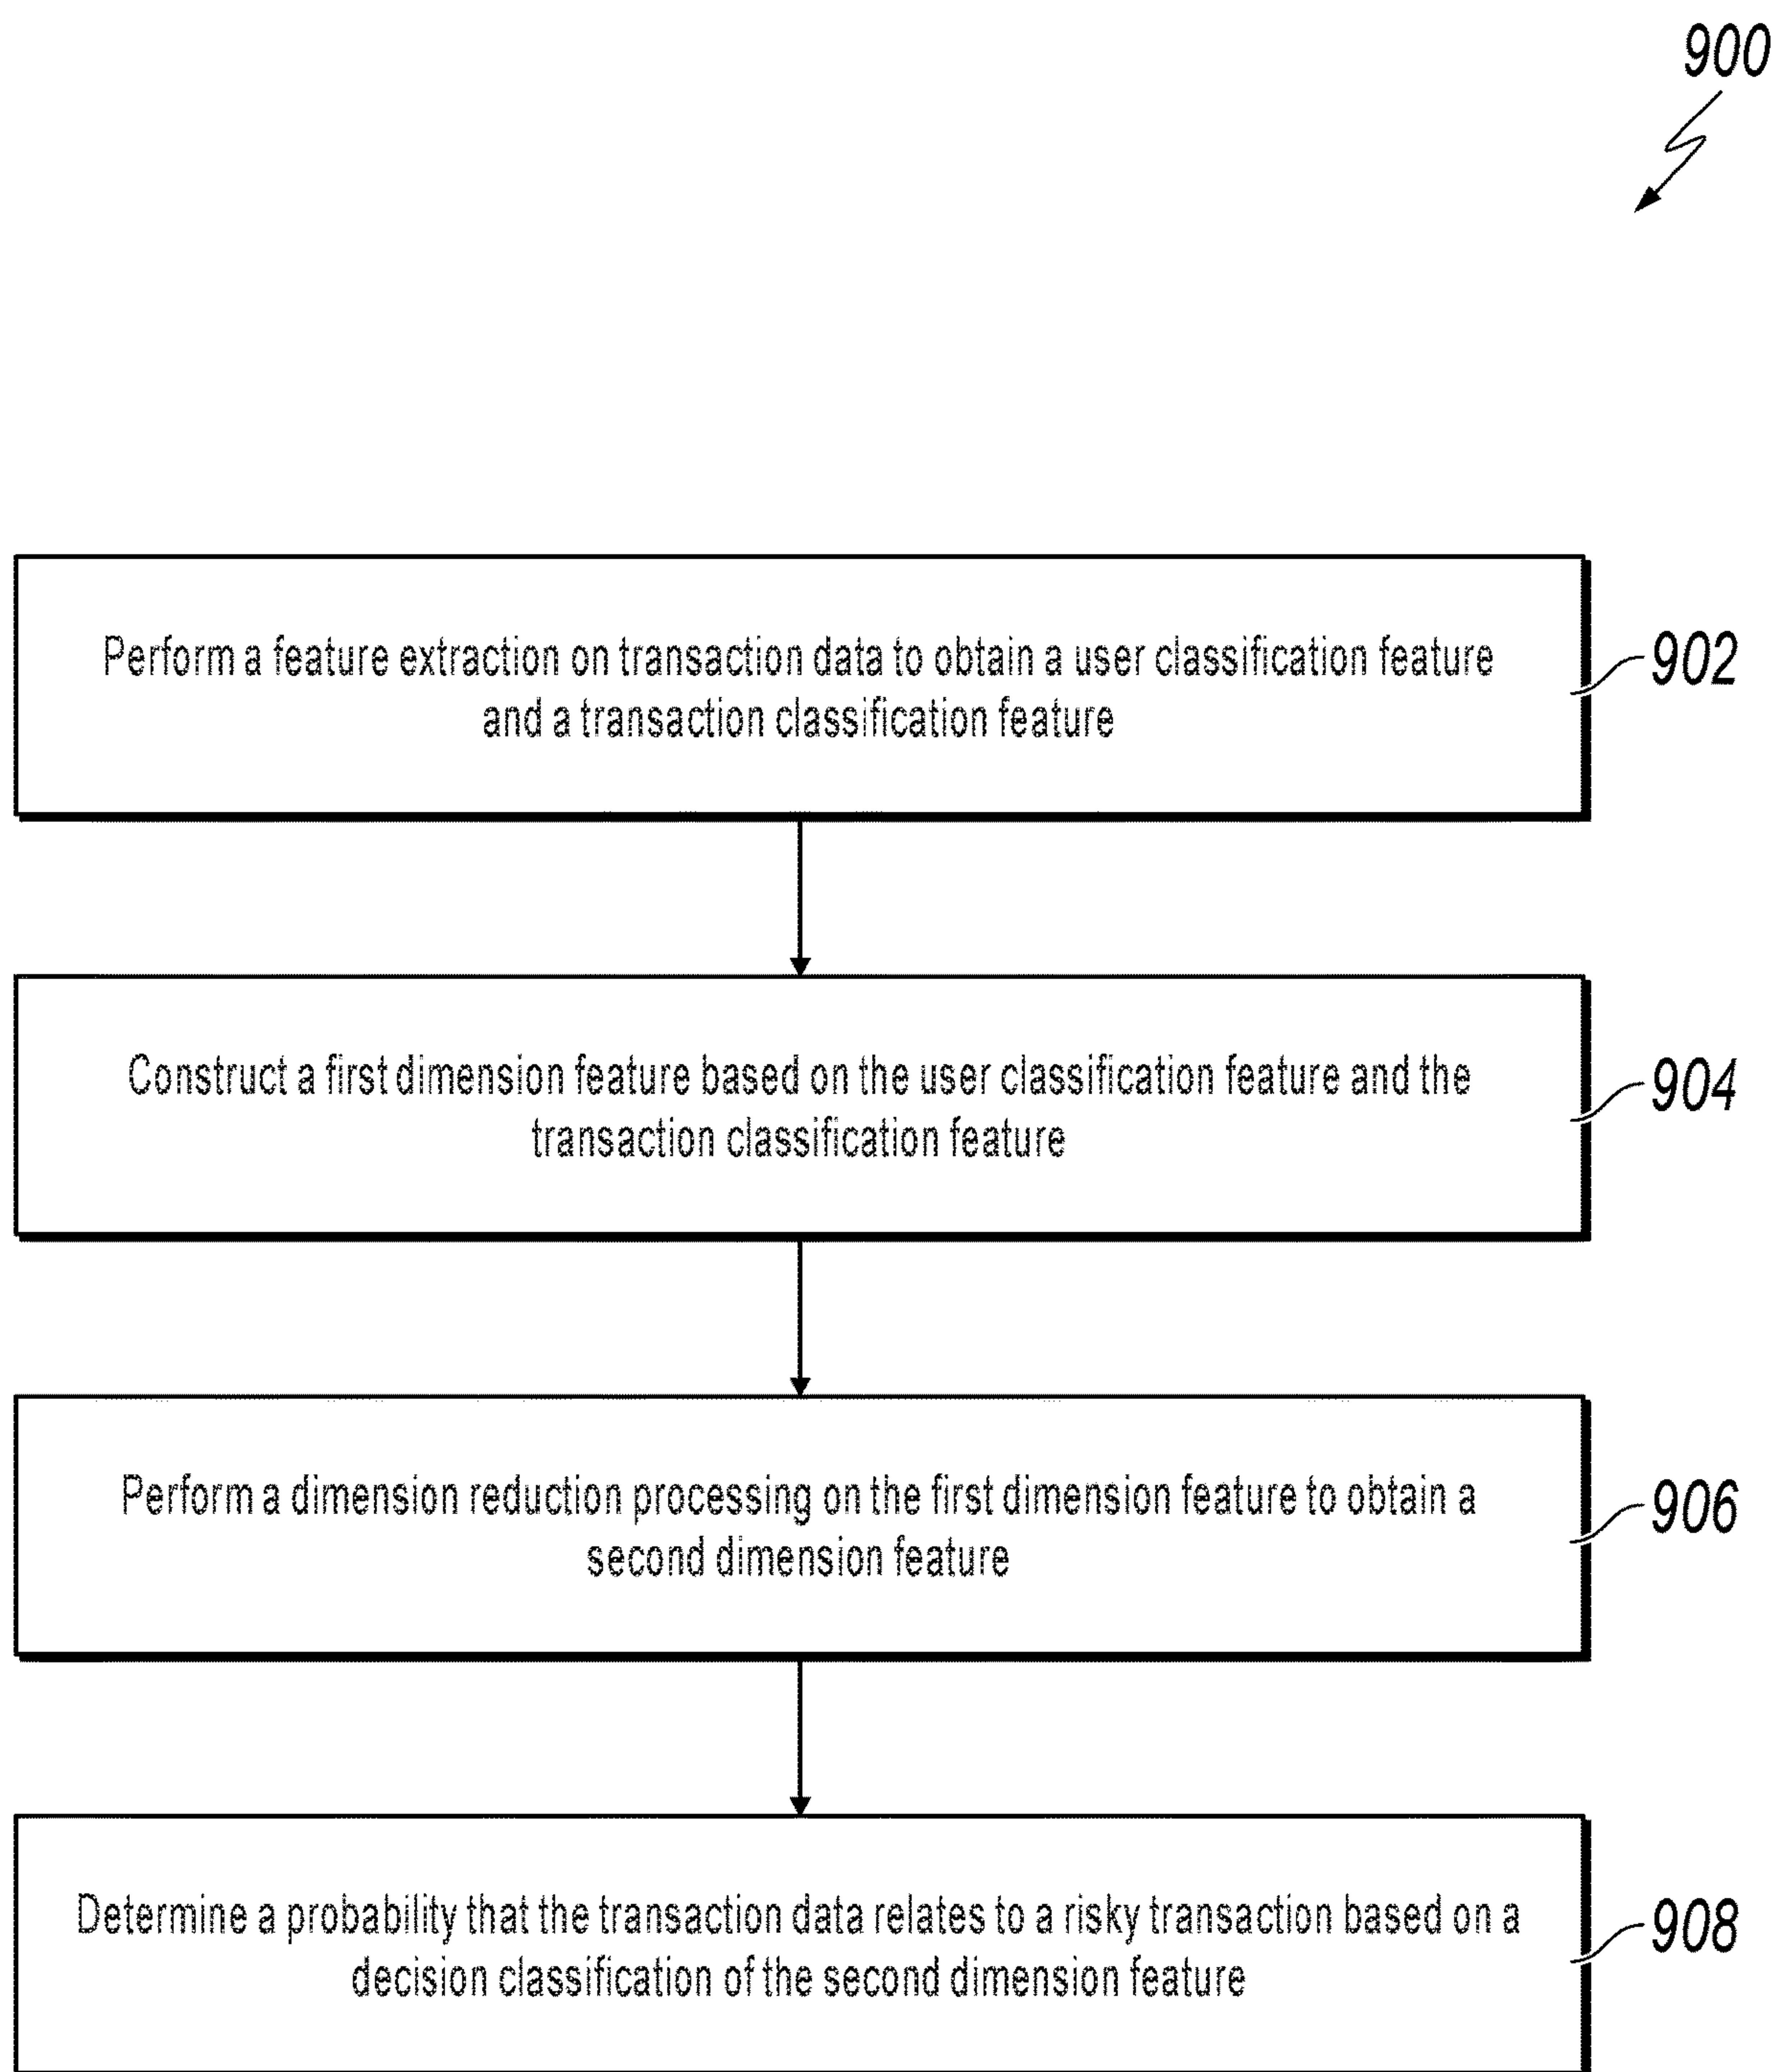 900
Perform a feature extraction on transaction data to obtain a user classification feature
and a transaction classification feature
902
Construct a first dimension feature based on the user classification feature and the
transaction classification feature
904
Perform a dimension reduction processing on the first dimension feature to obtain a
second dimension feature
906
Determine a probability that the transaction data relates to a risky transaction based on a
decision classification of the second dimension feature
908